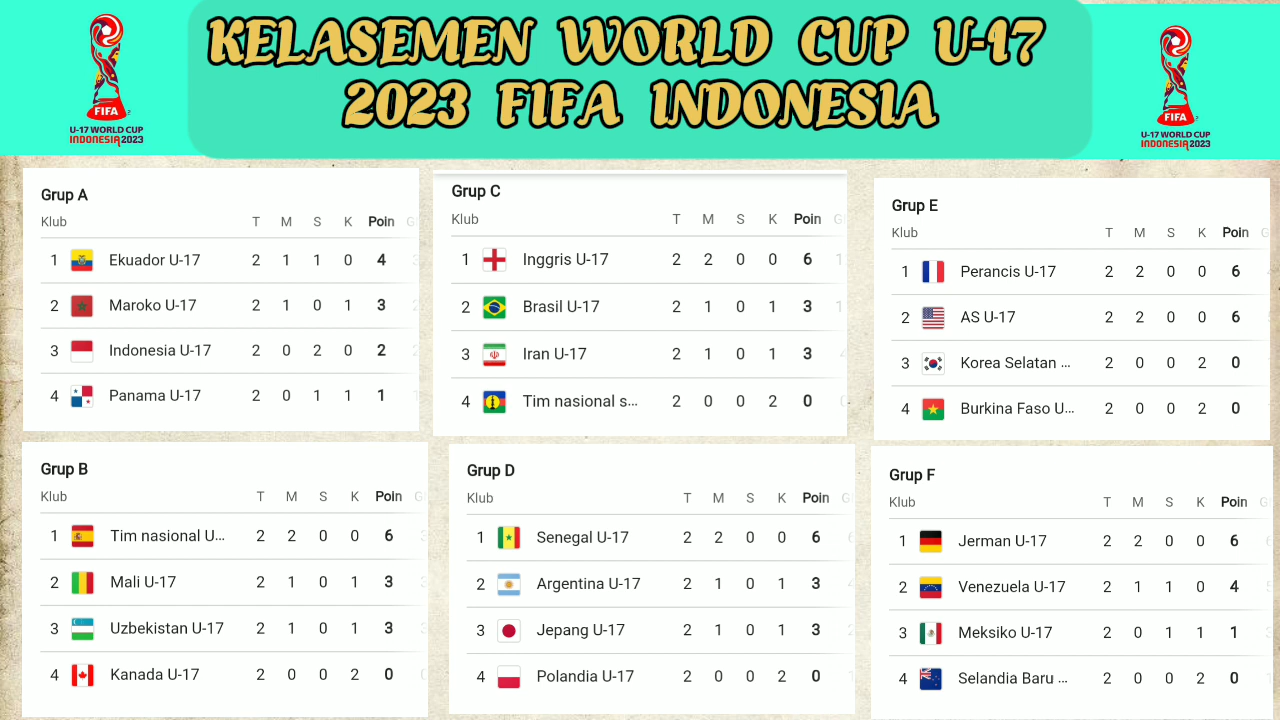 KELASEMEN WORLD CUP U-17
2023 FIFA INDONESIA
FIFA
U-17 WORLD CUP
INDONESIA 2023
FIFA
U-17 WORLD CUP
INDONESIA 2023
Grup A
Klub T M S K Poin G
1 Ekuador U-17 2 1 1 0 4
2 Maroko U-17 2 1 0 1 3
3 Indonesia U-17 2 0 2 0 2
4 Panama U-17 2 0 1 1 1
Grup C
Klub T M S K Poin G
1 Inggris U-17 2 2 0 0 6
2 Brasil U-17 2 1 0 1 3
3 Iran U-17 2 1 0 1 3
4 Tim nasional s... 2 0 0 2 0
Grup E
Klub T M S K Poin G
1 Perancis U-17 2 2 0 0 6
2 AS U-17 2 2 0 0 6
3 Korea Selatan ... 2 0 0 2 0
4 Burkina Faso U... 2 0 0 2 0
Grup B
Klub T M S K Poin G
1 Tim nasional U... 2 2 0 0 6
2 Mali U-17 2 1 0 1 3
3 Uzbekistan U-17 2 1 0 1 3
4 Kanada U-17 2 0 0 2 0
Grup D
Klub T M S K Poin G
1 Senegal U-17 2 2 0 0 6
2 Argentina U-17 2 1 0 1 3
3 Jepang U-17 2 1 0 1 3
4 Polandia U-17 2 0 0 2 0
Grup F
Klub T M S K Poin G
1 Jerman U-17 2 2 0 0 6
2 Venezuela U-17 2 1 1 0 4
3 Meksiko U-17 2 0 1 1 1
4 Selandia Baru ... 2 0 0 2 0